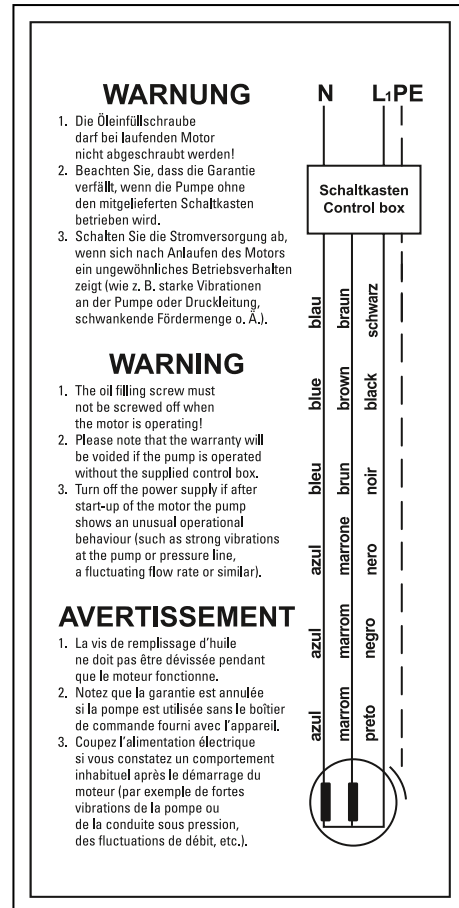 WARNUNG
1. Die Öleinfüllschraube
darf bei laufenden Motor
nicht abgeschraubt werden!
2. Beachten Sie, dass die Garantie
verfällt, wenn die Pumpe ohne
den mitgelieferten Schaltkasten
betrieben wird.
3. Schalten Sie die Stromversorgung ab,
wenn sich nach Anlaufen des Motors
ein ungewöhnliches Betriebsverhalten
zeigt (wie z. B. starke Vibrationen
an der Pumpe oder Druckleitung,
schwankende Fördermenge o. Ä.).
WARNING
1. The oil filling screw must
not be screwed off when
the motor is operating!
2. Please note that the warranty will
be voided if the pump is operated
without the supplied control box.
3. Turn off the power supply if after
start-up of the motor the pump
shows an unusual operational
behaviour (such as strong vibrations
at the pump or pressure line,
a fluctuating flow rate or similar).
AVERTISSEMENT
1. La vis de remplissage d'huile
ne doit pas être dévissée pendant
que le moteur fonctionne.
2. Notez que la garantie est annulée
si la pompe est utilisée sans le boîtier
de commande fourni avec l'appareil.
3. Coupez l'alimentation électrique
si vous constatez un comportement
inhabituel après le démarrage du
moteur (par exemple de fortes
vibrations de la pompe ou
de la conduite sous pression,
des fluctuations de débit, etc.).
N L1 PE
Schaltkasten
Control box
blau braun schwarz
blue brown black
bleu brun noir
azul marrone nero
azul marrom negro
azul marrom preto